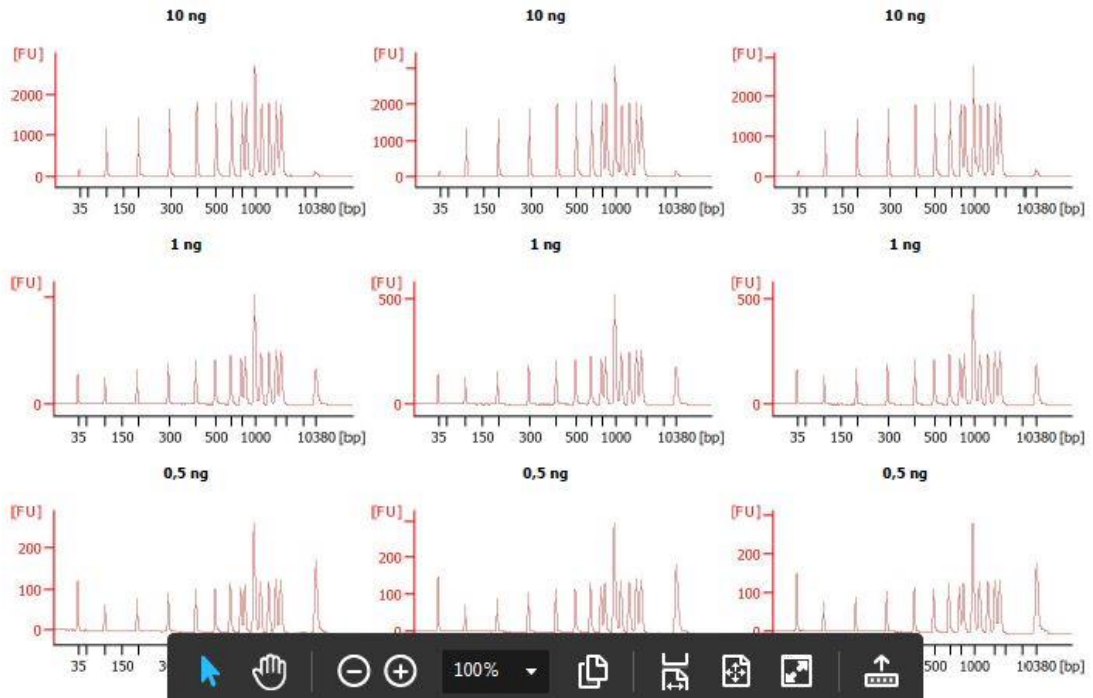 10 ng 10 ng 10 ng
[FU] [FU] [FU]
2000 2000 2000
1000 1000 1000
0 0 0
35 150 300 500 1000 10380 [bp] 35 150 300 500 1000 10380 [bp] 35 150 300 500 1000 10380 [bp]
1 ng 1 ng 1 ng
[FU] [FU] [FU]
500 500
0 0 0
35 150 300 500 1000 10380 [bp] 35 150 300 500 1000 10380 [bp] 35 150 300 500 1000 10380 [bp]
0,5 ng 0,5 ng 0,5 ng
[FU] [FU] [FU]
200 200 200
100 100 100
0 0 0
35 150 500 1000 10380 [bp]
100%